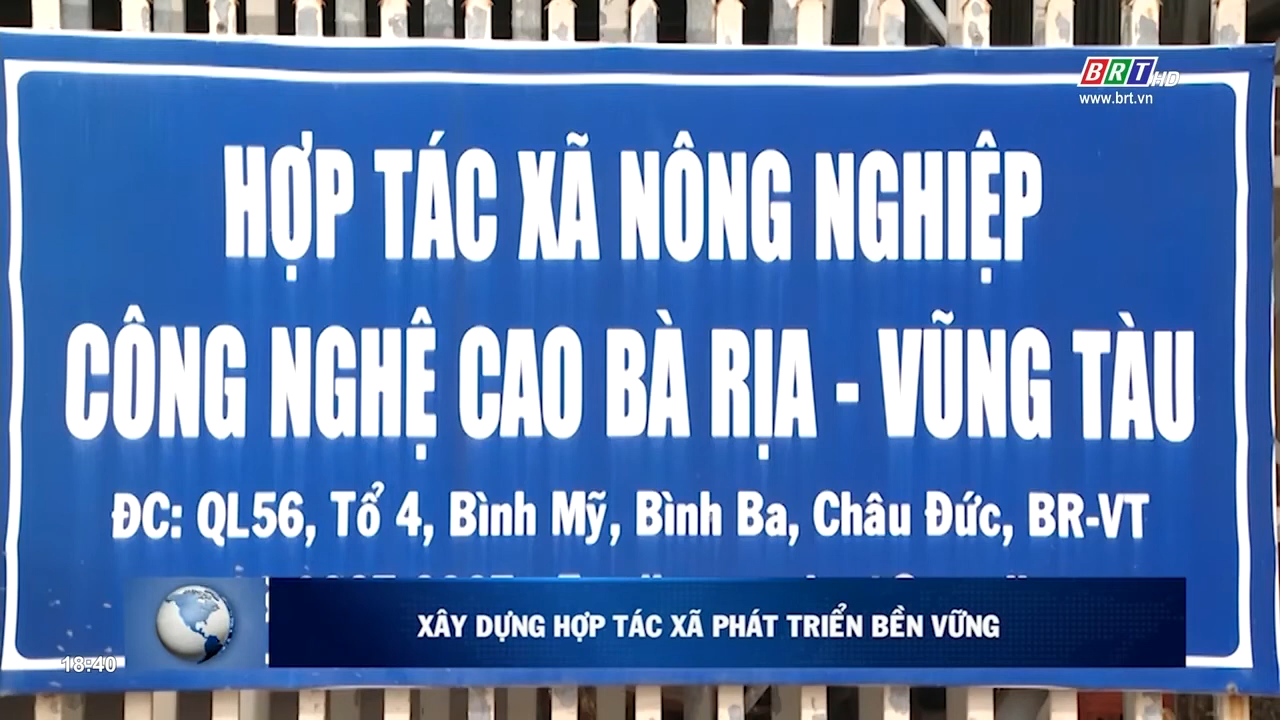 BRT HD
www.brt.vn
HỢP TÁC XÃ NÔNG NGHIỆP
CÔNG NGHỆ CAO BÀ RỊA - VŨNG TÀU
ĐC: QL56, Tổ 4, Bình Mỹ, Bình Ba, Châu Đức, BR-VT
XÂY DỰNG HỢP TÁC XÃ PHÁT TRIỂN BỀN VỮNG
18:40